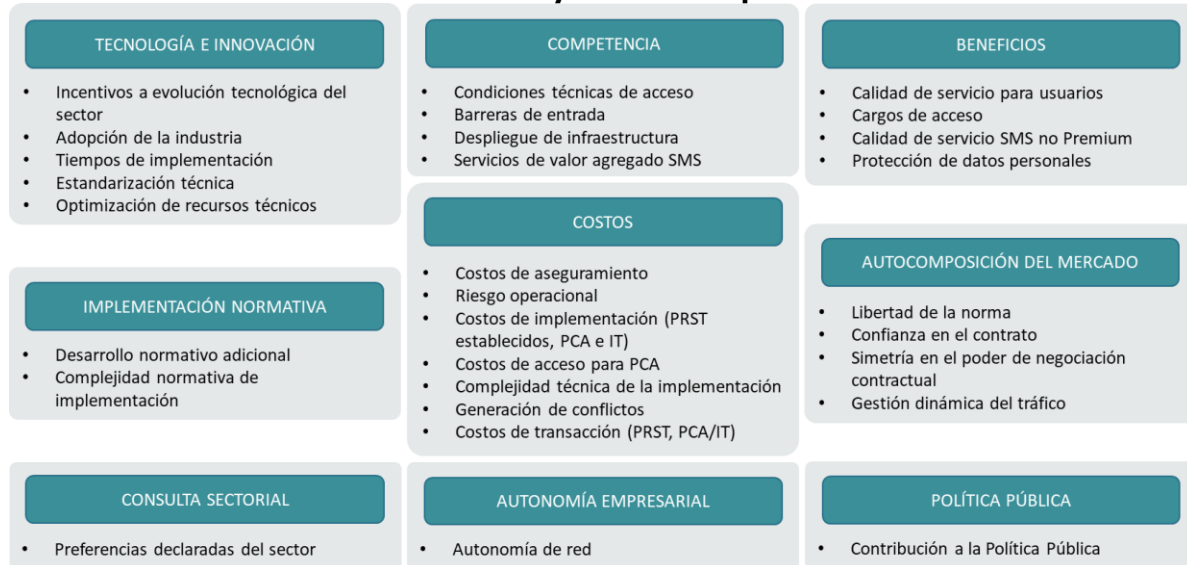 TECNOLOGÍA E INNOVACIÓN
• Incentivos a evolución tecnológica del
sector
• Adopción de la industria
• Tiempos de implementación
• Estandarización técnica
• Optimización de recursos técnicos
COMPETENCIA
• Condiciones técnicas de acceso
• Barreras de entrada
• Despliegue de infraestructura
• Servicios de valor agregado SMS
BENEFICIOS
• Calidad de servicio para usuarios
• Cargos de acceso
• Calidad de servicio SMS no Premium
• Protección de datos personales
IMPLEMENTACIÓN NORMATIVA
• Desarrollo normativo adicional
• Complejidad normativa de
implementación
COSTOS
• Costos de aseguramiento
• Riesgo operacional
• Costos de implementación (PRST
establecidos, PCA e IT)
• Costos de acceso para PCA
• Complejidad técnica de la implementación
• Generación de conflictos
• Costos de transacción (PRST, PCA/IT)
AUTOCOMPOSICIÓN DEL MERCADO
• Libertad de la norma
• Confianza en el contrato
• Simetría en el poder de negociación
contractual
• Gestión dinámica del tráfico
CONSULTA SECTORIAL
• Preferencias declaradas del sector
AUTONOMÍA EMPRESARIAL
• Autonomía de red
POLÍTICA PÚBLICA
• Contribución a la Política Pública